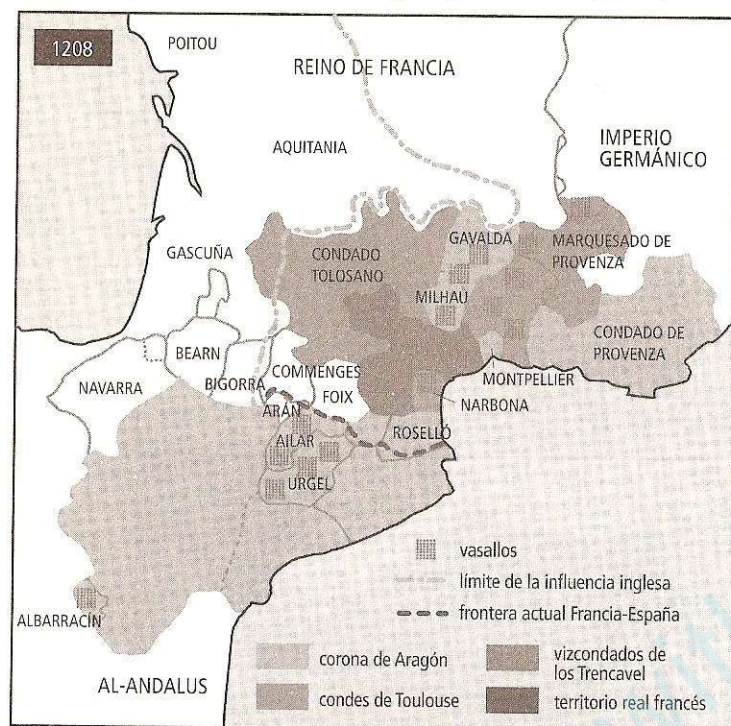 1208
POITOU
REINO DE FRANCIA
AQUITANIA
IMPERIO
GERMÁNICO
GASCUÑA
CONDADO
TOLOSANO
GAVALDA
MARQUESADO DE
PROVENZA
MILHAU
CONDADO DE
PROVENZA
BEARN
NAVARRA
BIGORRA
COMMENGES
FOIX
MONTPELLIER
NARBONA
ARÁN
AILAR
ROSELLÓ
URGEL
ALBARRACÍN
AL-ANDALUS
vasallos
límite de la influencia inglesa
frontera actual Francia-España
corona de Aragón
condes de Toulouse
vizcondados de
los Trencavel
territorio real francés